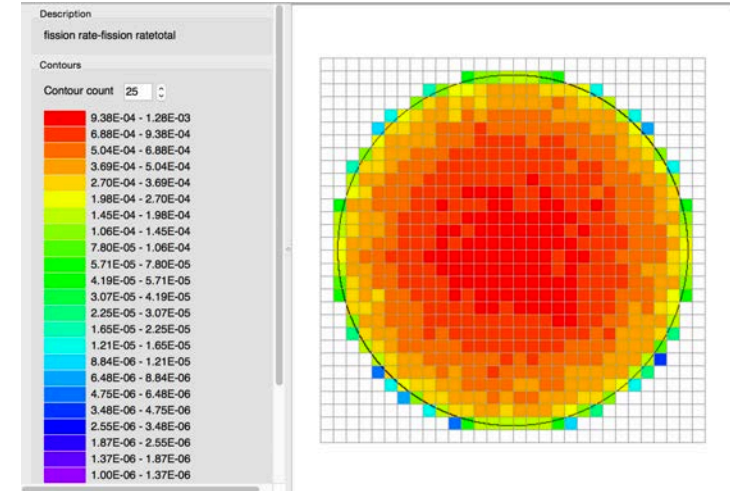 Description
fission rate-fission ratetotal
Contours
Contour count 25
9.38E-04 - 1.28E-03
6.88E-04 - 9.38E-04
5.04E-04 - 6.88E-04
3.69E-04 - 5.04E-04
2.70E-04 - 3.69E-04
1.98E-04 - 2.70E-04
1.45E-04 - 1.98E-04
1.06E-04 - 1.45E-04
7.80E-05 - 1.06E-04
5.71E-05 - 7.80E-05
4.19E-05 - 5.71E-05
3.07E-05 - 4.19E-05
2.25E-05 - 3.07E-05
1.65E-05 - 2.25E-05
1.21E-05 - 1.65E-05
8.84E-06 - 1.21E-05
6.48E-06 - 8.84E-06
4.75E-06 - 6.48E-06
3.48E-06 - 4.75E-06
2.55E-06 - 3.48E-06
1.87E-06 - 2.55E-06
1.37E-06 - 1.87E-06
1.00E-06 - 1.37E-06